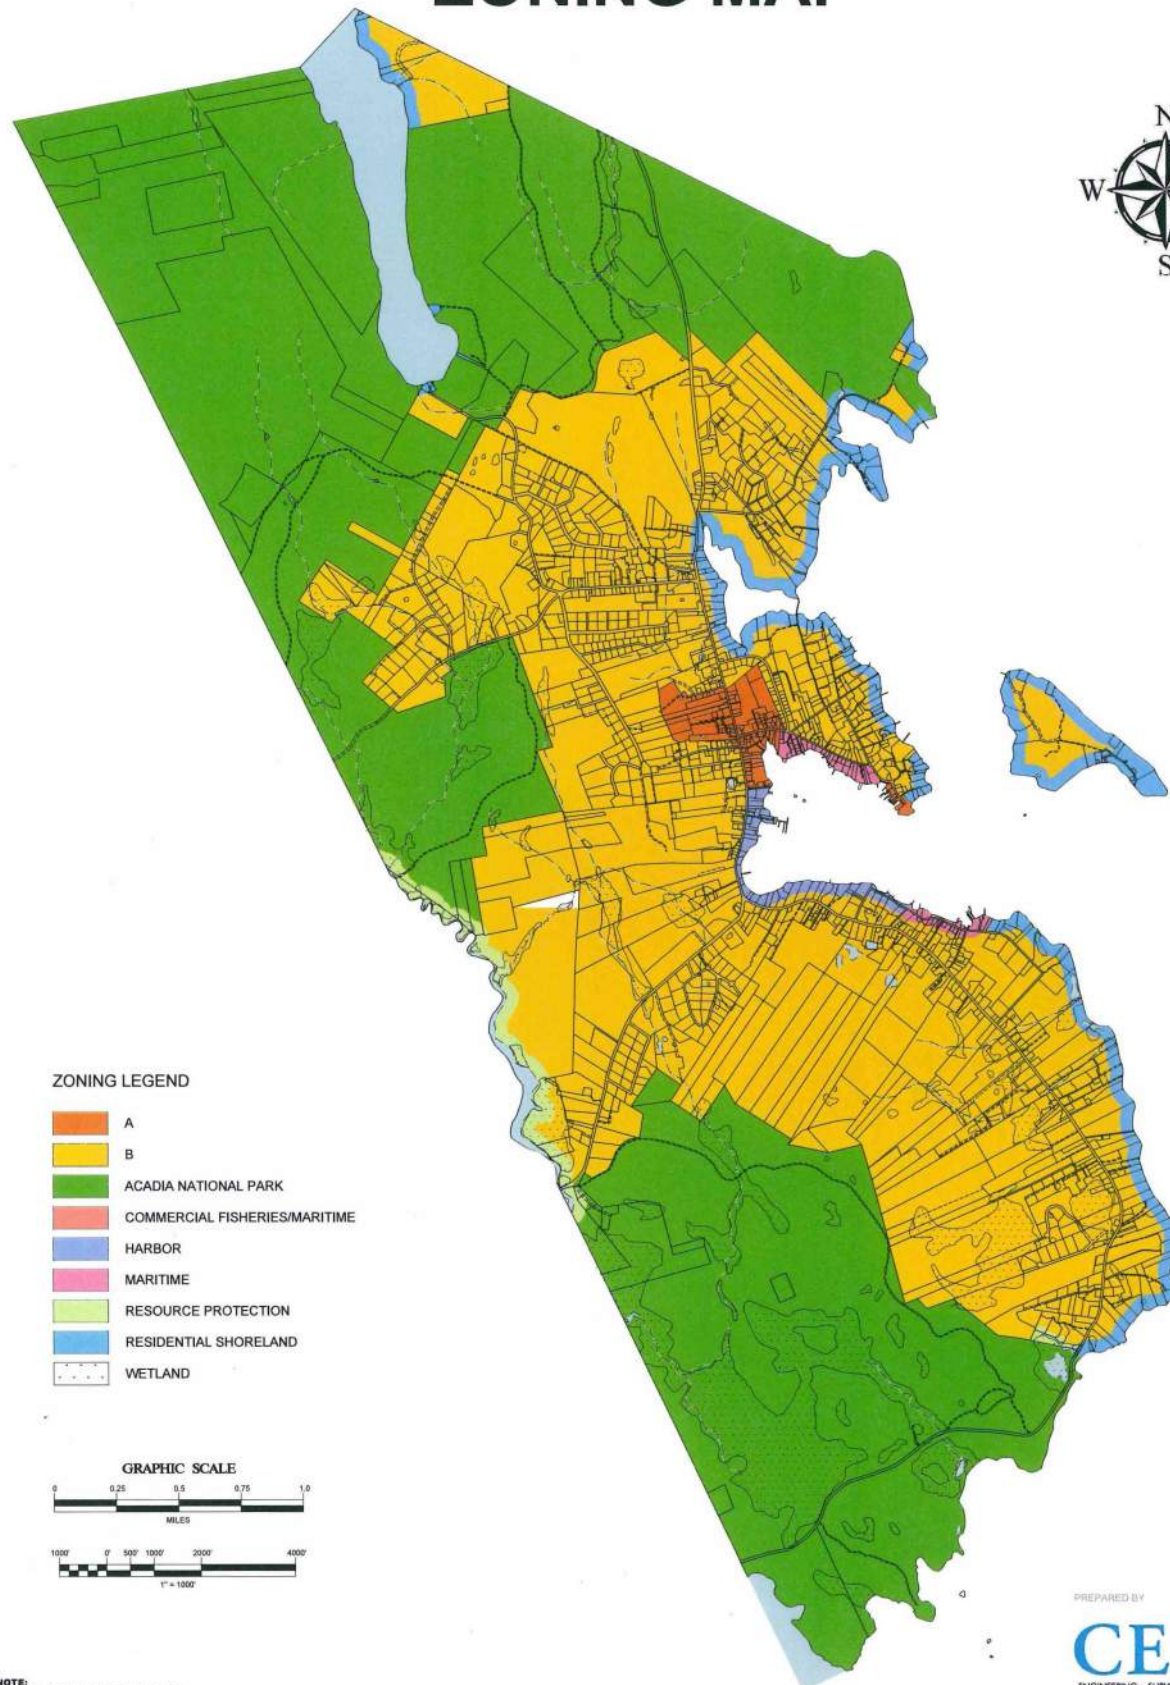 ZONING MAP
N
W
S
ZONING LEGEND
A
B
ACADIA NATIONAL PARK
COMMERCIAL FISHERIES/MARITIME
HARBOR
MARITIME
RESOURCE PROTECTION
RESIDENTIAL SHORELAND
WETLAND
GRAPHIC SCALE
0 0.25 0.5 0.75 1.0
MILES
1000' 0' 500' 1000' 2000' 4000'
1" = 1000'
PREPARED BY
CE
NOTE: